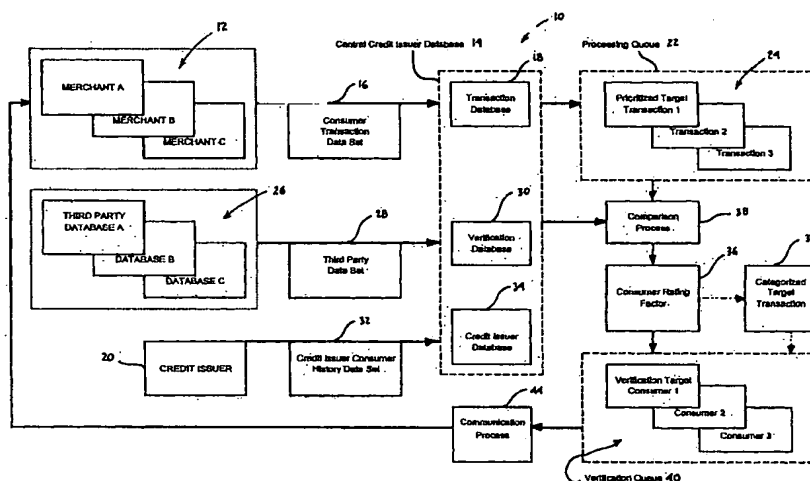 12
10
Central Credit Issuer Database 14
18
Processing Queue 22
24
MERCHANT A
MERCHANT B
MERCHANT C
16
Consumer
Transaction
Data Set
Transaction
Database
Prioritized Target
Transaction 1
Transaction 2
Transaction 3
26
THIRD PARTY
DATABASE A
DATABASE B
DATABASE C
28
Third Party
Data Set
30
Verification
Database
Comparison
Process
38
36
Consumer Rating
Factor
Categorized
Target
Transaction
34
Credit Issuer
Database
32
20
CREDIT ISSUER
Credit Issuer Consumer
History Data Set
44
Communication
Process
Verification Target
Consumer 1
Consumer 2
Consumer 3
Verification Queue 40